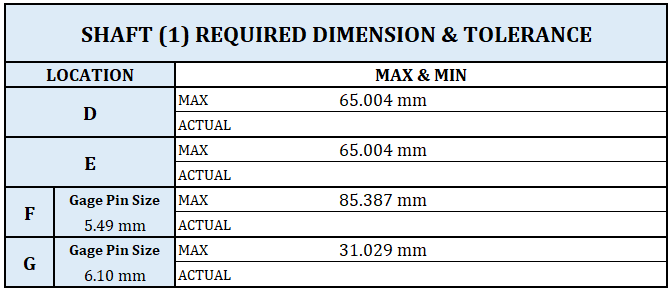 SHAFT (1) REQUIRED DIMENSION & TOLERANCE
LOCATION MAX & MIN
D MAX 65.004 mm
ACTUAL
E MAX 65.004 mm
ACTUAL
F Gage Pin Size MAX 85.387 mm
5.49 mm ACTUAL
G Gage Pin Size MAX 31.029 mm
6.10 mm ACTUAL